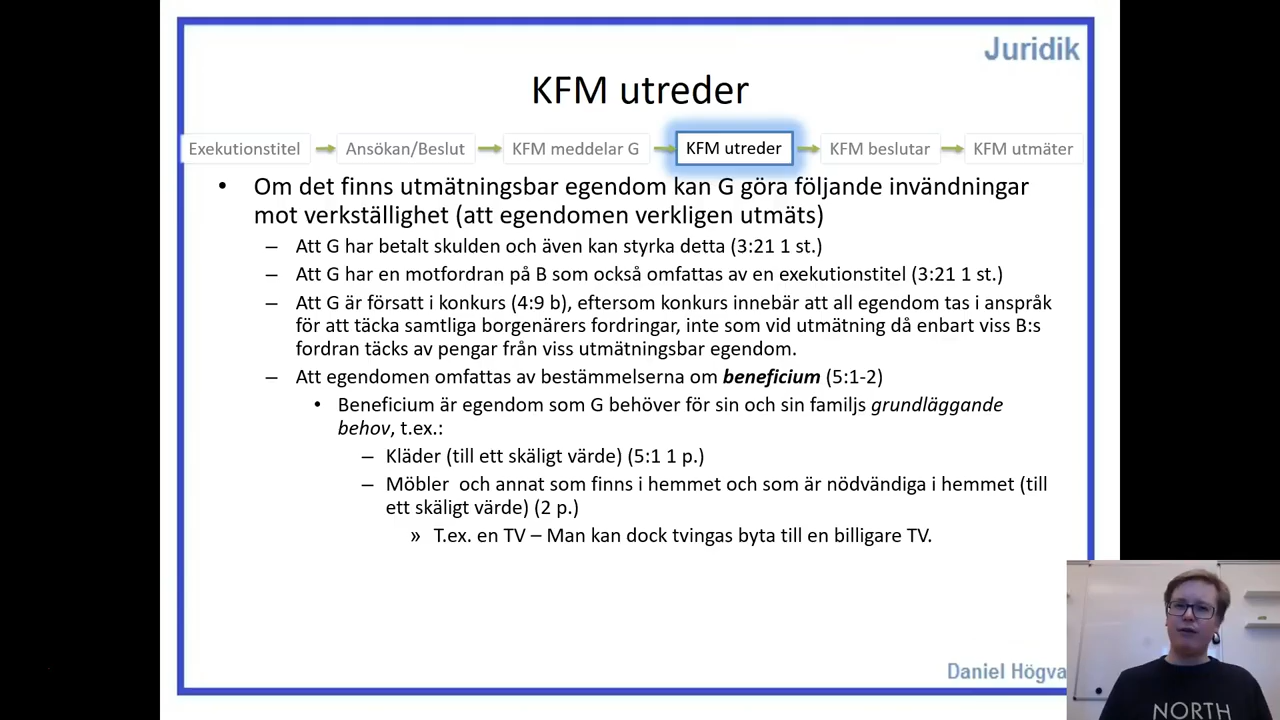 Juridik
KFM utreder
Exekutionstitel
Ansökan/Beslut
KFM meddelar G
KFM utreder
KFM beslutar
KFM utmäter
• Om det finns utmätningsbar egendom kan G göra följande invändningar
mot verkställighet (att egendomen verkligen utmäts)
– Att G har betalt skulden och även kan styrka detta (3:21 1 st.)
– Att G har en motfordran på B som också omfattas av en exekutionstitel (3:21 1 st.)
– Att G är försatt i konkurs (4:9 b), eftersom konkurs innebär att all egendom tas i anspråk
för att täcka samtliga borgenärers fordringar, inte som vid utmätning då enbart viss B:s
fordran täcks av pengar från viss utmätningsbar egendom.
– Att egendomen omfattas av bestämmelserna om beneficium (5:1-2)
• Beneficium är egendom som G behöver för sin och sin familjs grundläggande
behov, t.ex.:
– Kläder (till ett skäligt värde) (5:1 1 p.)
– Möbler och annat som finns i hemmet och som är nödvändiga i hemmet (till
ett skäligt värde) (2 p.)
» T.ex. en TV – Man kan dock tvingas byta till en billigare TV.
Daniel Högva
NORTH